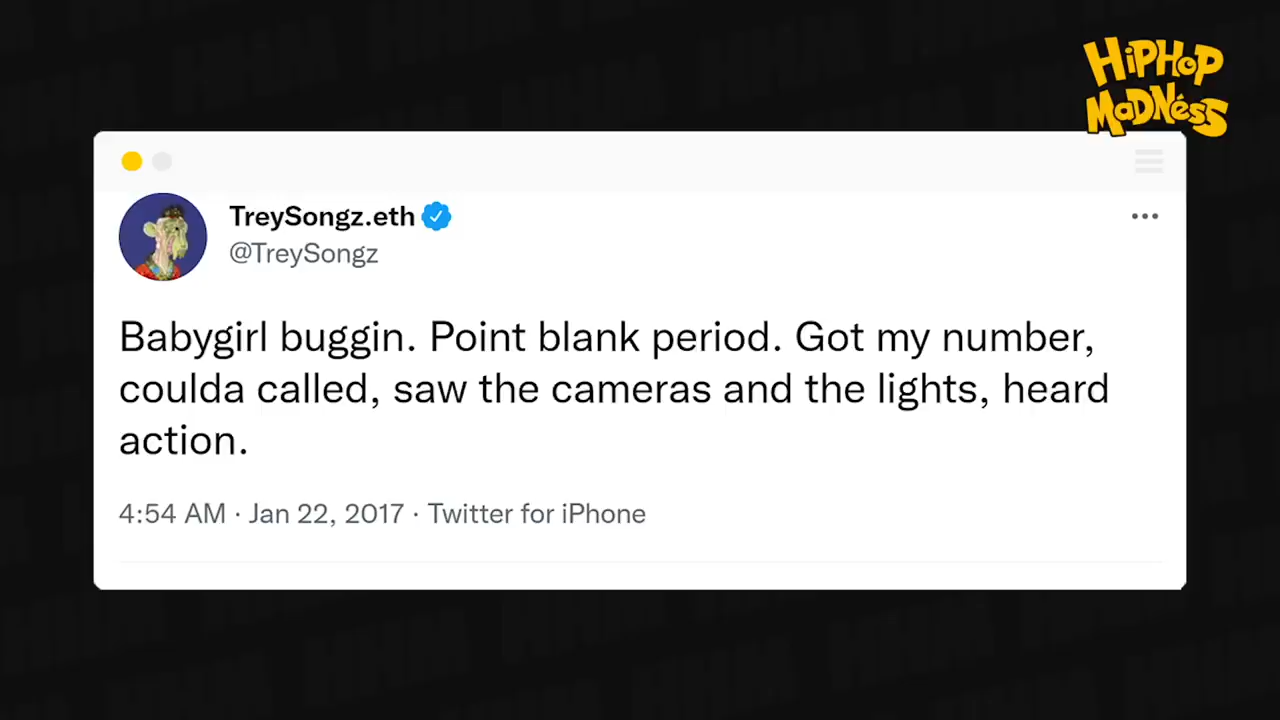 HiPHoP
MaDNéss
TreySongz.eth
@TreySongz
Babygirl buggin. Point blank period. Got my number,
coulda called, saw the cameras and the lights, heard
action.
4:54 AM · Jan 22, 2017 · Twitter for iPhone